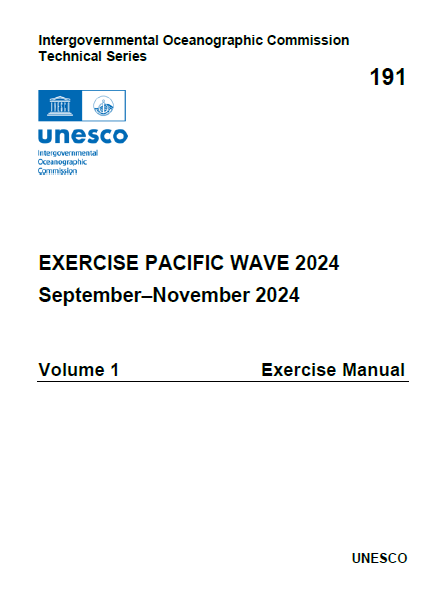 Intergovernmental Oceanographic Commission
Technical Series
191
unesco
Intergovernmental
Oceanographic
Commission
EXERCISE PACIFIC WAVE 2024
September–November 2024
Volume 1 Exercise Manual
UNESCO